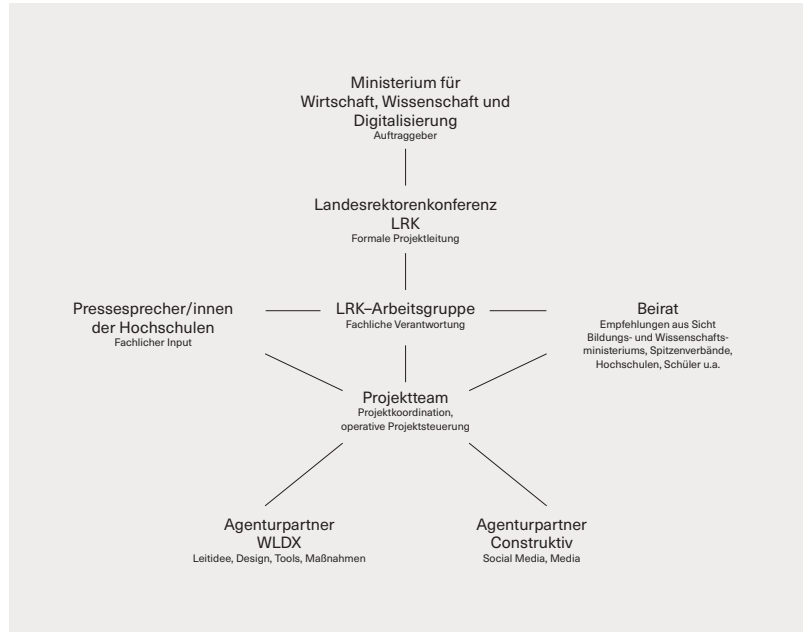 Ministerium für
Wirtschaft, Wissenschaft und
Digitalisierung
Auftraggeber
Landesrektorenkonferenz
LRK
Formale Projektleitung
Pressesprecher/innen
der Hochschulen
Fachlicher Input
LRK–Arbeitsgruppe
Fachliche Verantwortung
Beirat
Empfehlungen aus Sicht
Bildungs- und Wissenschafts-
ministeriums, Spitzenverbände,
Hochschulen, Schüler u.a.
Projektteam
Projektkoordination,
operative Projektsteuerung
Agenturpartner
WLDX
Leitidee, Design, Tools, Maßnahmen
Agenturpartner
Construktiv
Social Media, Media